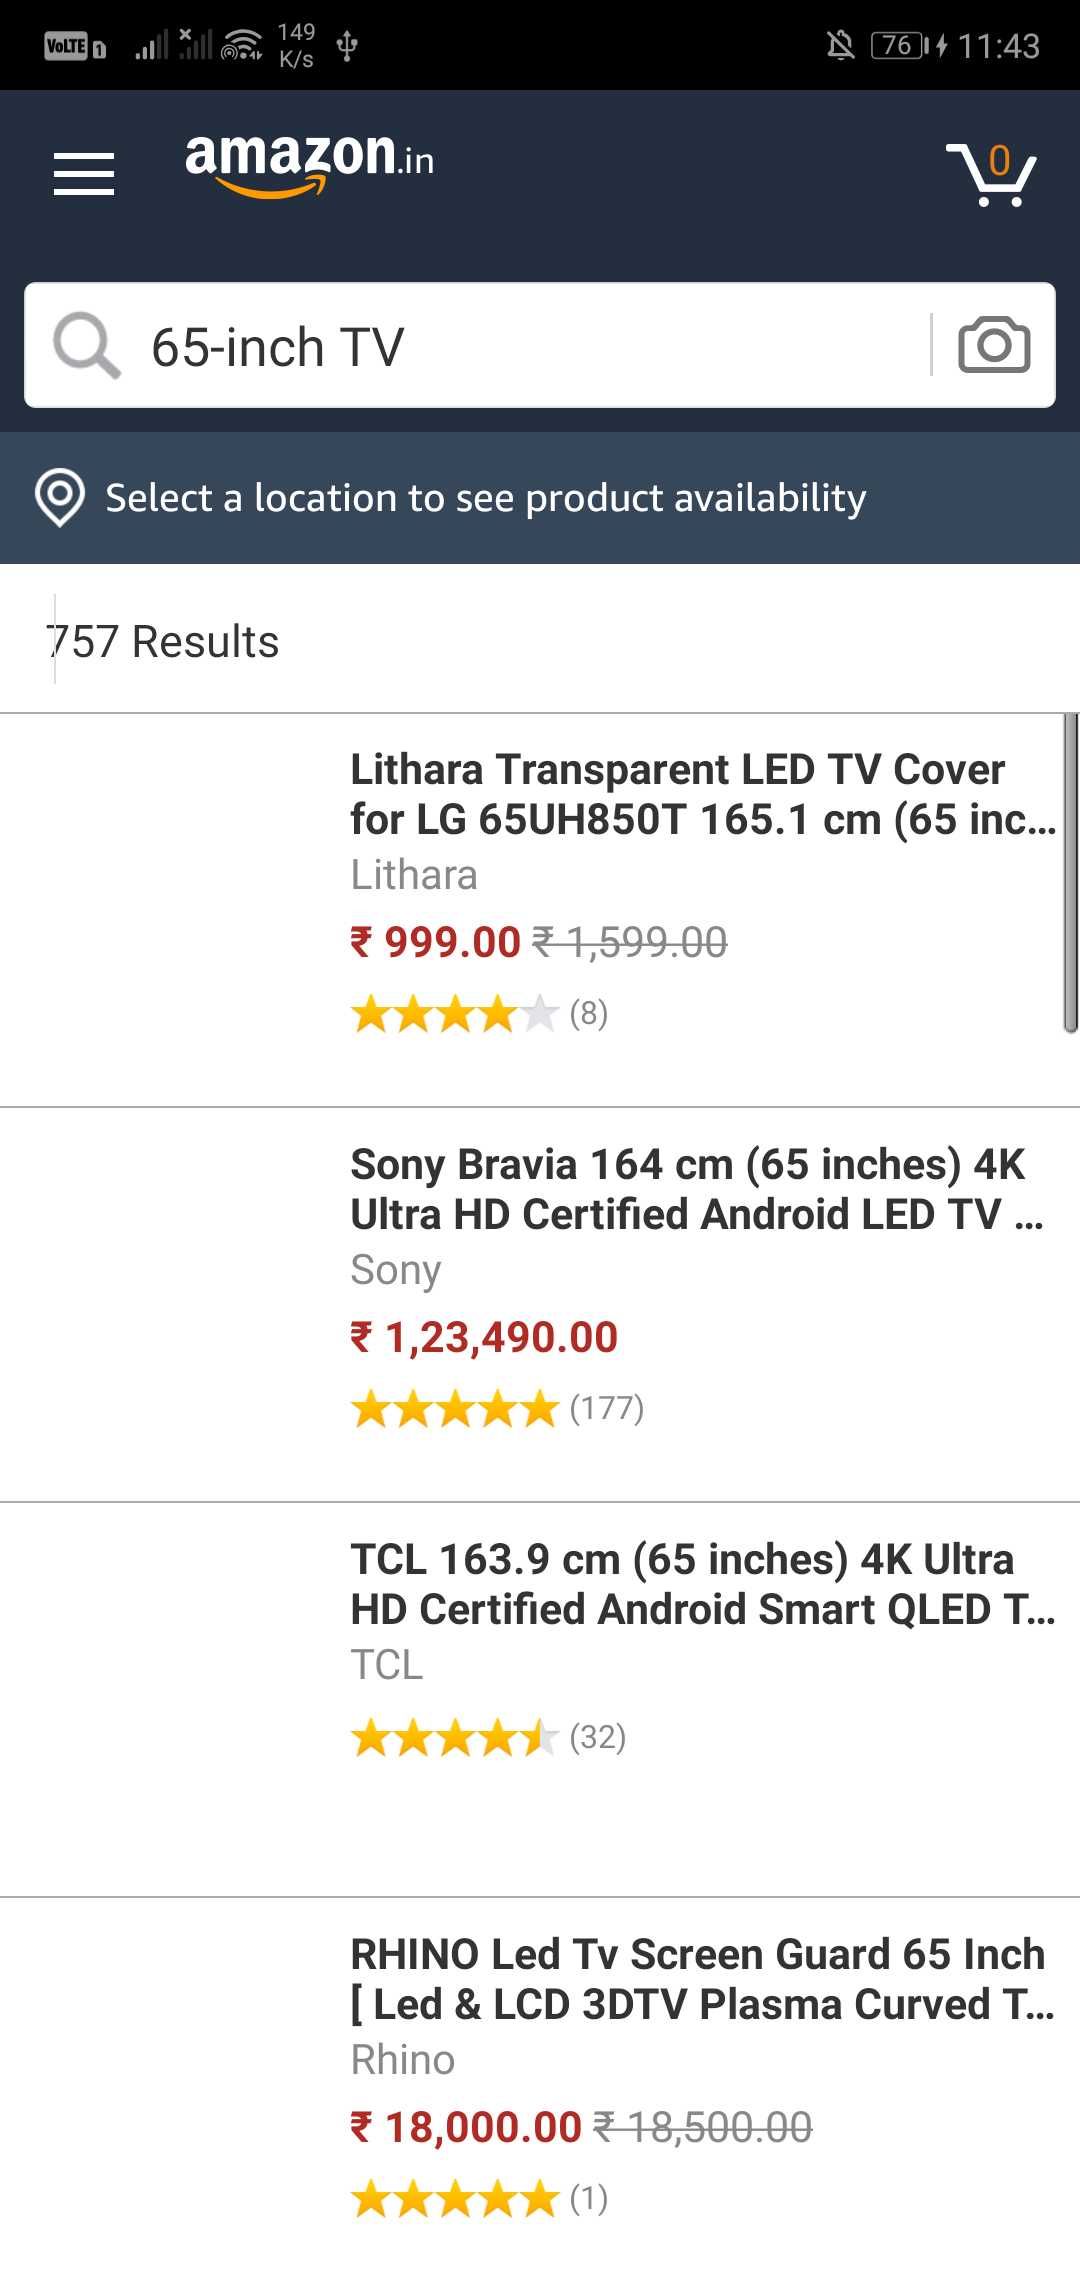 VoLTE 1 149 K/s 76 11:43
amazon.in
0
65-inch TV
Select a location to see product availability
757 Results
Lithara Transparent LED TV Cover
for LG 65UH850T 165.1 cm (65 inc...
Lithara
₹ 999.00 ₹ 1,599.00
(8)
Sony Bravia 164 cm (65 inches) 4K
Ultra HD Certified Android LED TV ...
Sony
₹ 1,23,490.00
(177)
TCL 163.9 cm (65 inches) 4K Ultra
HD Certified Android Smart QLED T...
TCL
(32)
RHINO Led Tv Screen Guard 65 Inch
[ Led & LCD 3DTV Plasma Curved T...
Rhino
₹ 18,000.00 ₹ 18,500.00
(1)